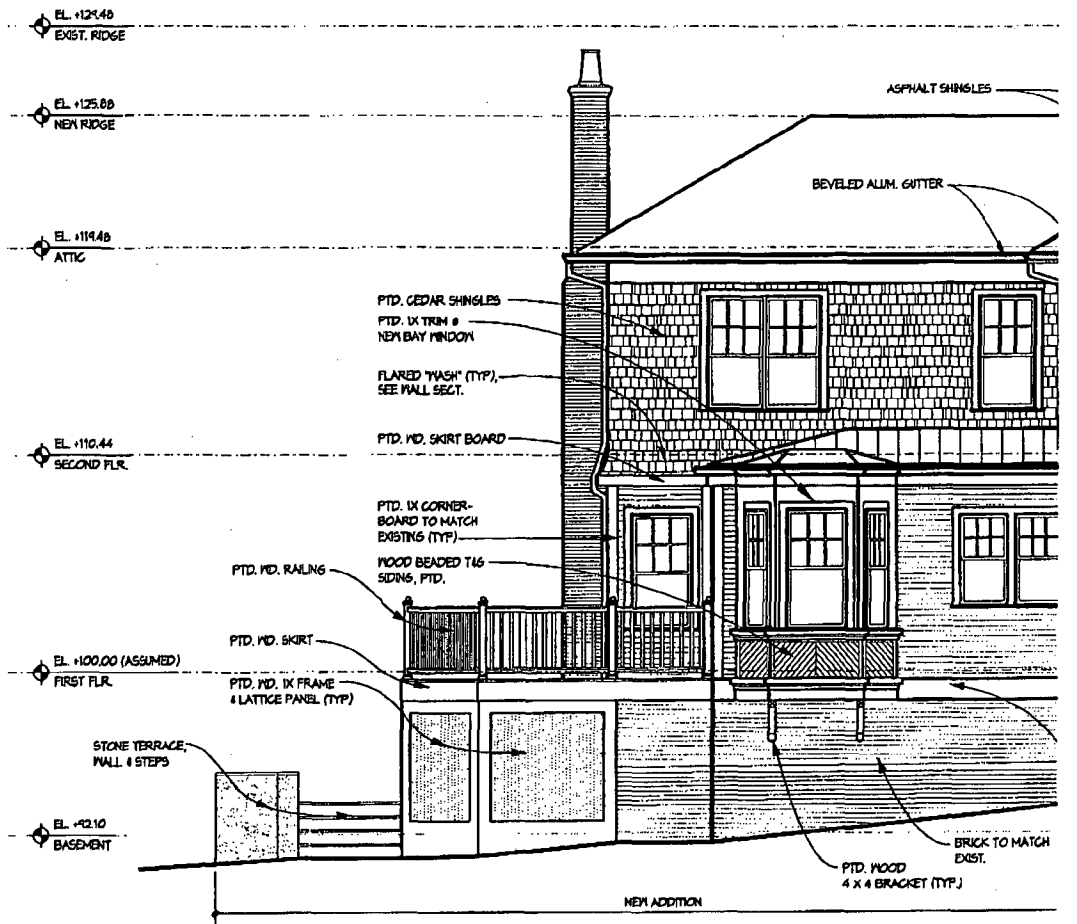 EL. +129.48
EXIST. RIDGE
EL. +125.88
NEW RIDGE
ASPHALT SHINGLES
BEVELED ALUM. GUTTER
EL. +119.48
ATTIC
PTD. CEDAR SHINGLES
PTD. 1X TRIM @
NEW BAY WINDOW
FLARED "WASH" (TYP),
SEE WALL SECT.
PTD. WD. SKIRT BOARD
EL. +110.44
SECOND FLR.
PTD. 1X CORNER-
BOARD TO MATCH
EXISTING (TYP)
WOOD BEADED T&G
SIDING, PTD.
PTD. WD. RAILING
PTD. WD. SKIRT
EL. +100.00 (ASSUMED)
FIRST FLR.
PTD. WD. 1X FRAME
& LATTICE PANEL (TYP)
STONE TERRACE,
WALL & STEPS
EL. +92.10
BASEMENT
BRICK TO MATCH
EXIST.
PTD. WOOD
4 X 4 BRACKET (TYP.)
NEW ADDITION